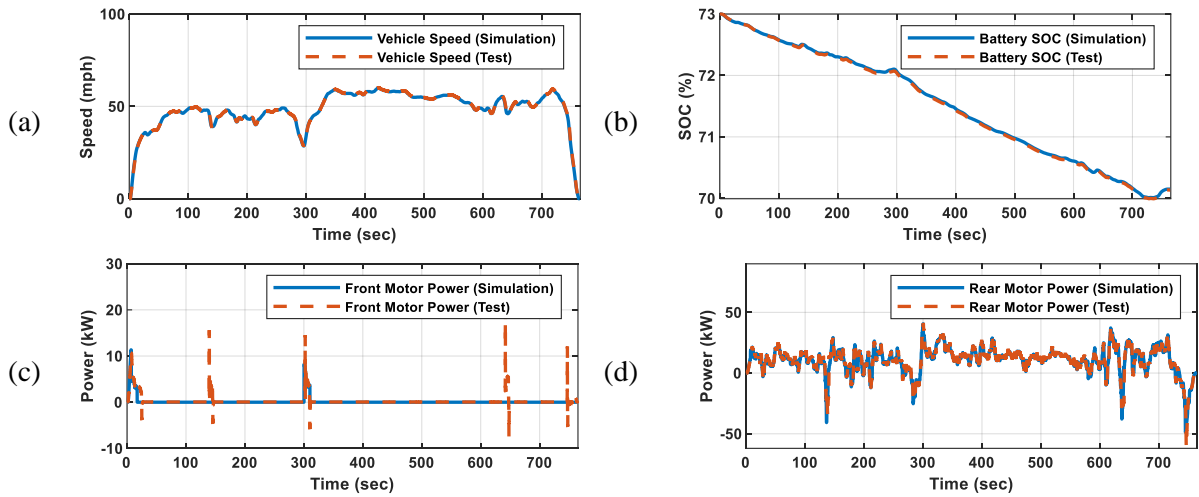 (a)
100
50
0
Speed (mph)
Vehicle Speed (Simulation)
Vehicle Speed (Test)
0 100 200 300 400 500 600 700
Time (sec)
(b)
73
72
71
70
SOC (%)
Battery SOC (Simulation)
Battery SOC (Test)
0 100 200 300 400 500 600 700
Time (sec)
(c)
30
20
10
0
-10
Power (kW)
Front Motor Power (Simulation)
Front Motor Power (Test)
0 100 200 300 400 500 600 700
Time (sec)
(d)
50
0
-50
Power (kW)
Rear Motor Power (Simulation)
Rear Motor Power (Test)
0 100 200 300 400 500 600 700
Time (sec)